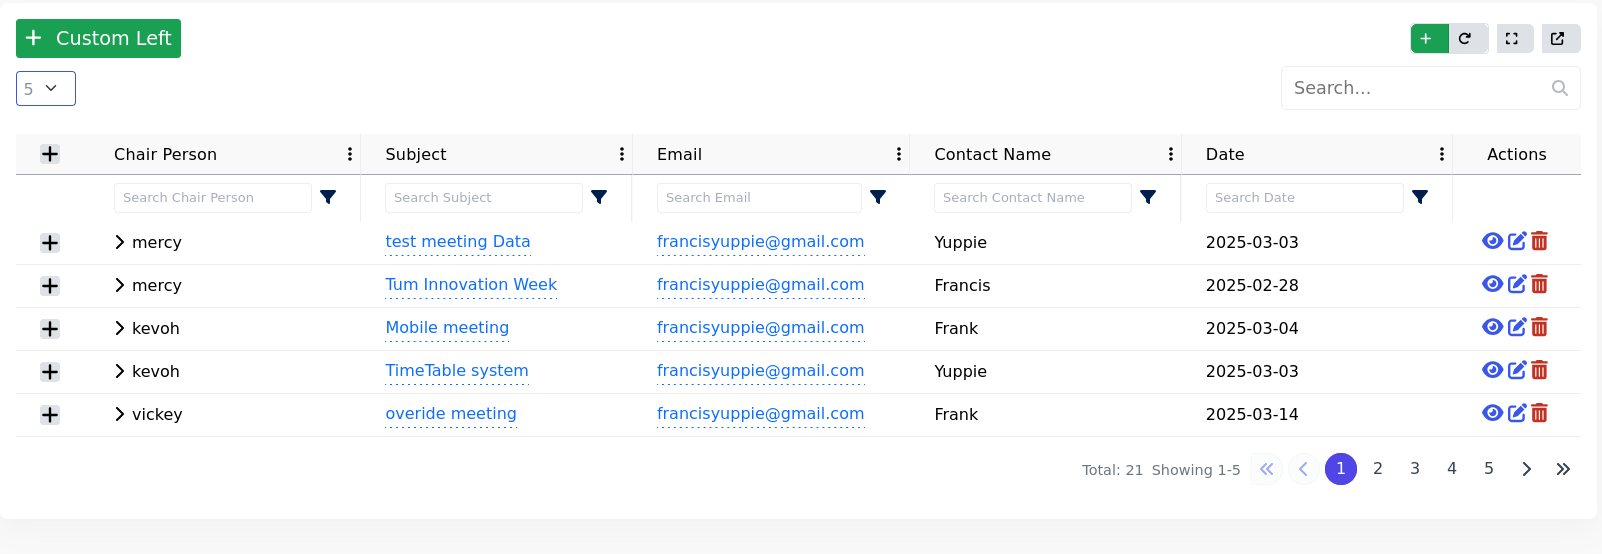 Custom Left
5
Search...
Chair Person Subject Email Contact Name Date Actions
Search Chair Person Search Subject Search Email Search Contact Name Search Date
mercy test meeting Data francisyuppie@gmail.com Yuppie 2025-03-03
mercy Tum Innovation Week francisyuppie@gmail.com Francis 2025-02-28
kevoh Mobile meeting francisyuppie@gmail.com Frank 2025-03-04
kevoh TimeTable system francisyuppie@gmail.com Yuppie 2025-03-03
vickey overide meeting francisyuppie@gmail.com Frank 2025-03-14
Total: 21 Showing 1-5 1 2 3 4 5